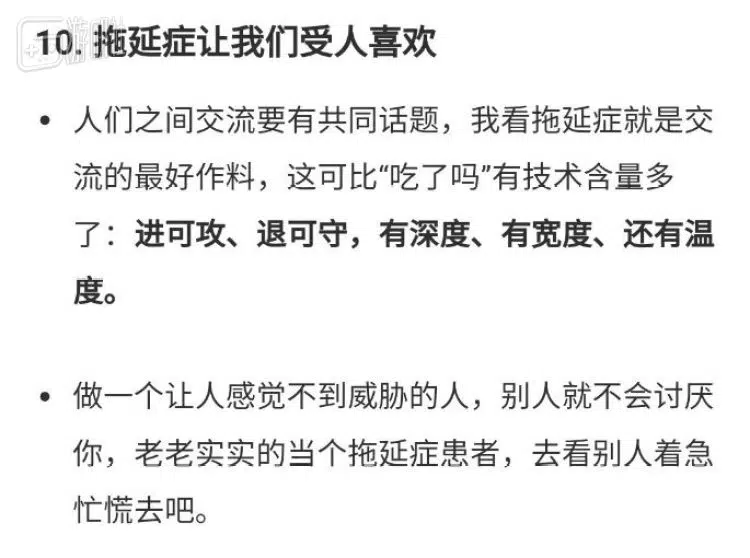 10. 拖延症让我们受人喜欢
• 人们之间交流要有共同话题，我看拖延症就是交
流的最好作料，这可比“吃了吗”有技术含量多
了：进可攻、退可守，有深度、有宽度、还有温
度。
• 做一个让人感觉不到威胁的人，别人就不会讨厌
你，老老实实的当个拖延症患者，去看别人着急
忙慌去吧。